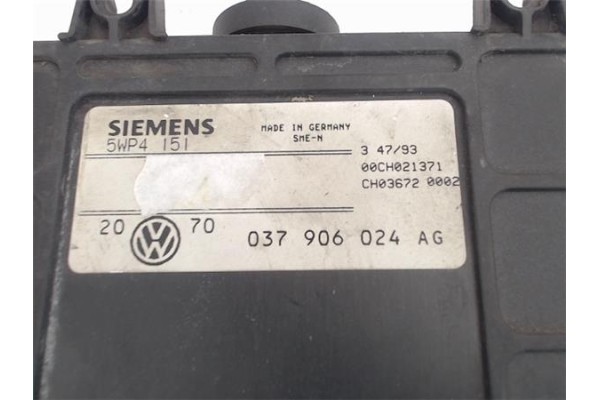 SIEMENS
5WP4 151
MADE IN GERMANY
SME-N
3 47/93
00CH021371
CH03672 0002
20 VW 70
037 906 024 AG